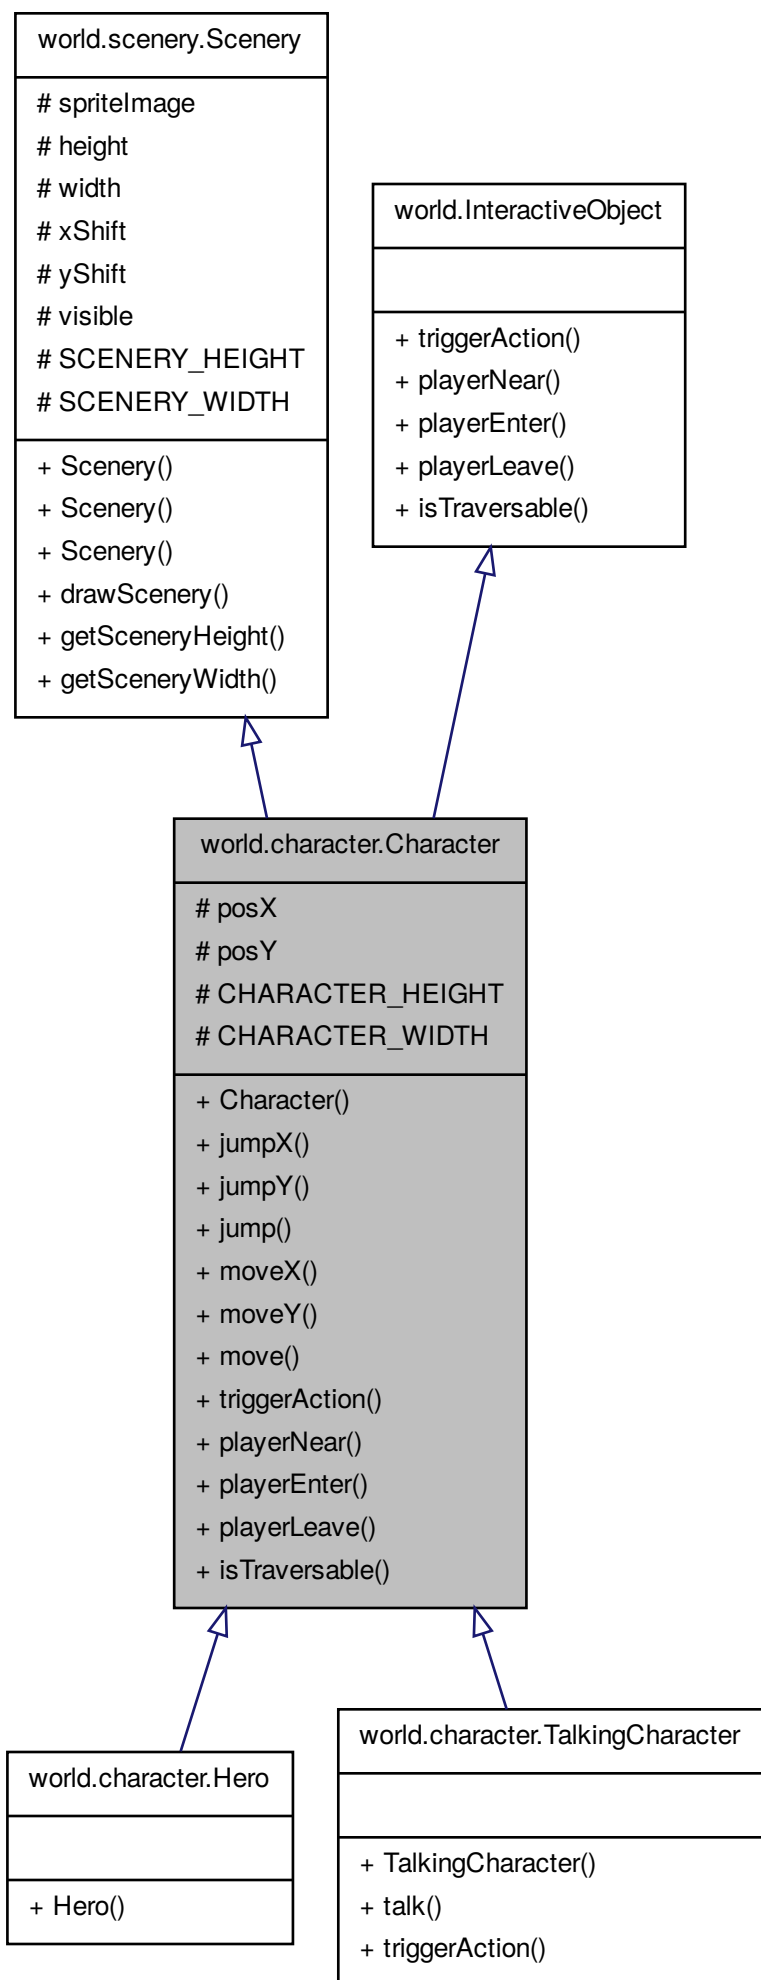 world.scenery.Scenery
# spriteImage
# height
# width
# xShift
# yShift
# visible
# SCENERY_HEIGHT
# SCENERY_WIDTH
+ Scenery()
+ Scenery()
+ Scenery()
+ drawScenery()
+ getSceneryHeight()
+ getSceneryWidth()
world.InteractiveObject
+ triggerAction()
+ playerNear()
+ playerEnter()
+ playerLeave()
+ isTraversable()
world.character.Character
# posX
# posY
# CHARACTER_HEIGHT
# CHARACTER_WIDTH
+ Character()
+ jumpX()
+ jumpY()
+ jump()
+ moveX()
+ moveY()
+ move()
+ triggerAction()
+ playerNear()
+ playerEnter()
+ playerLeave()
+ isTraversable()
world.character.Hero
+ Hero()
world.character.TalkingCharacter
+ TalkingCharacter()
+ talk()
+ triggerAction()